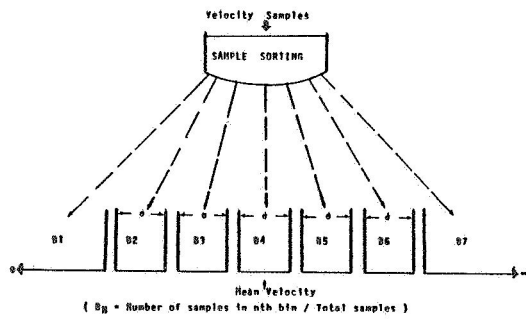 Velocity Samples
SAMPLE SORTING
d d d d d
B1 B2 B3 B4 B5 B6 B7
Mean Velocity
( BN = Number of samples in nth bin / Total samples )